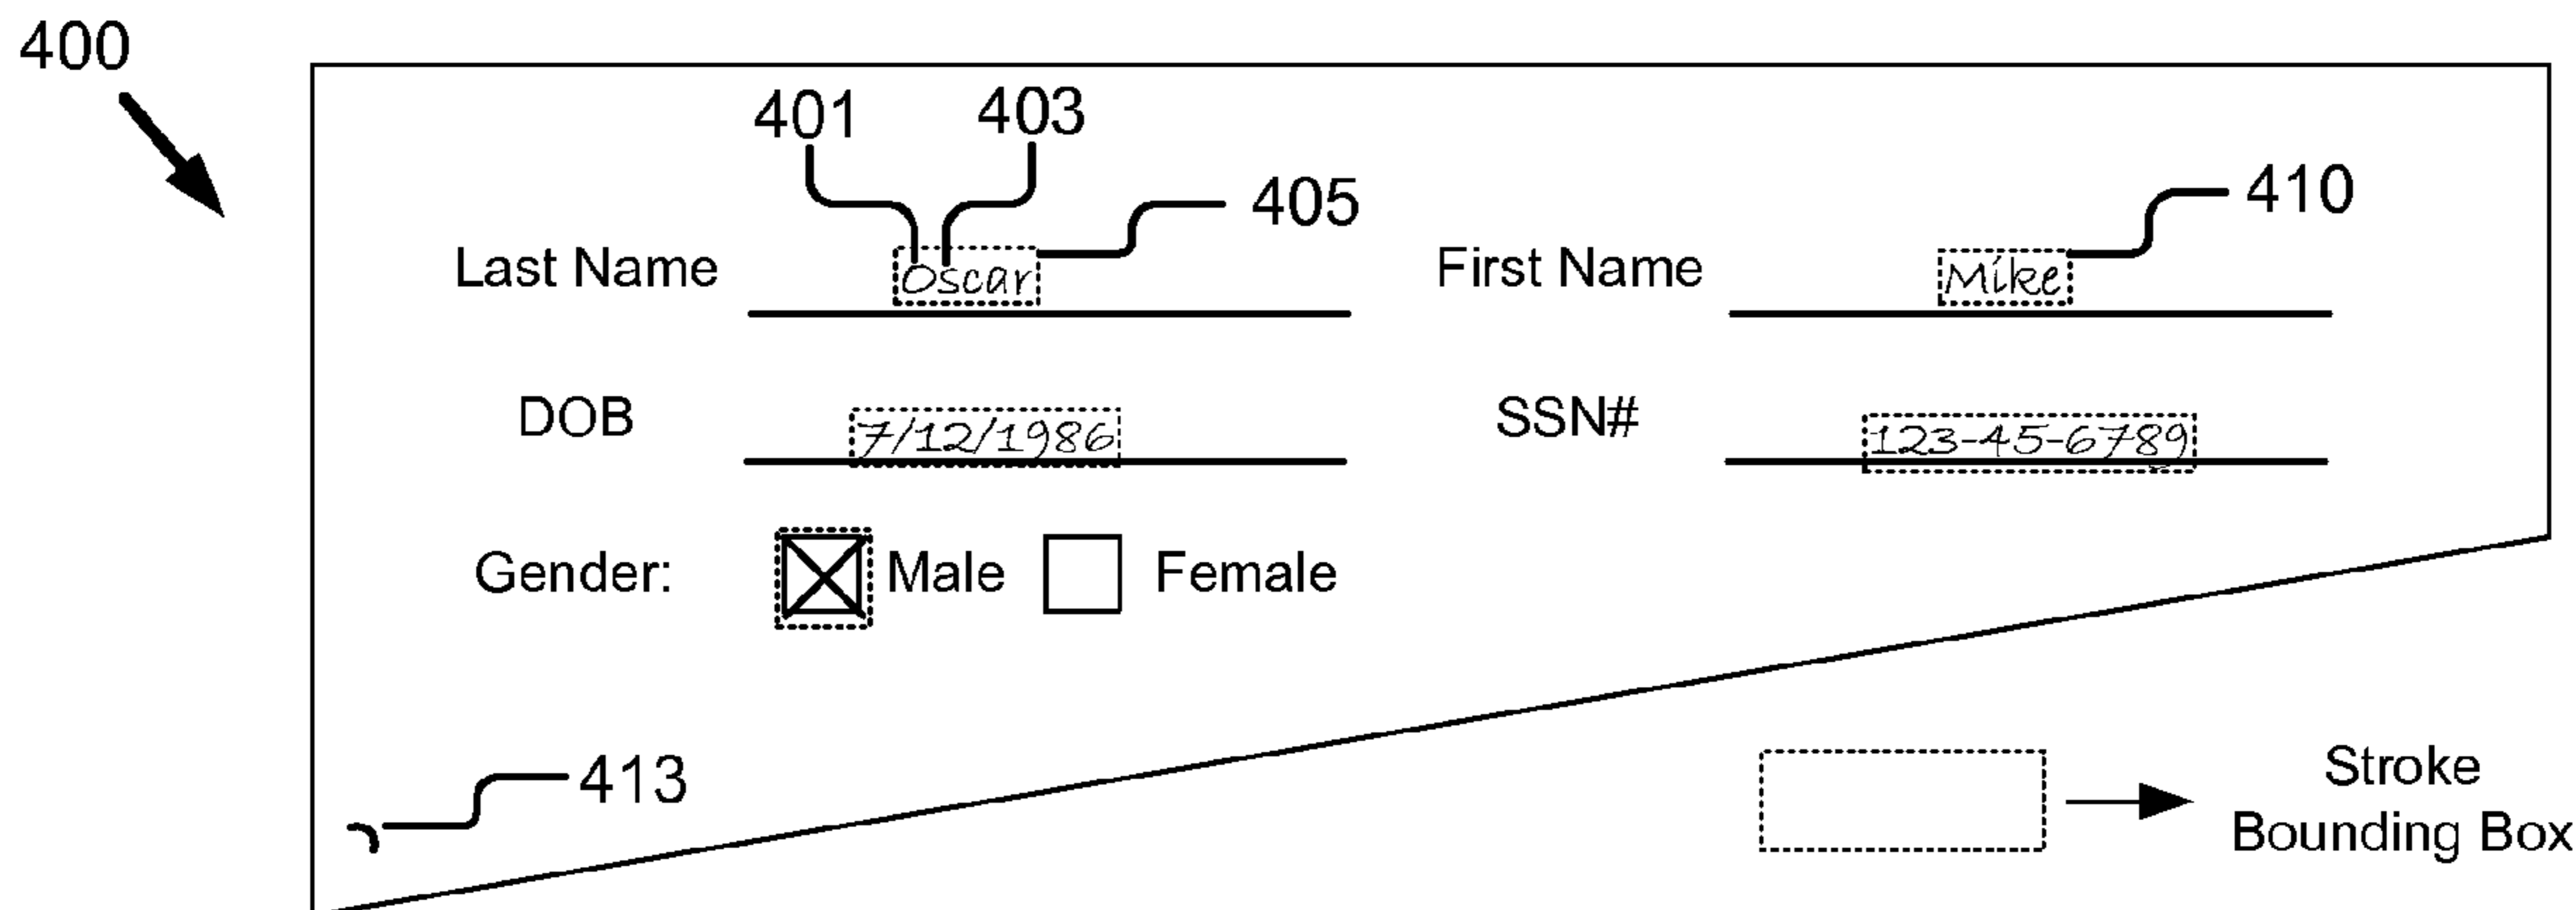 400
401 403
405 410
Last Name Oscar First Name Mike
DOB 7/12/1986 SSN# 123-45-6789
Gender: Male Female
413
Stroke
Bounding Box